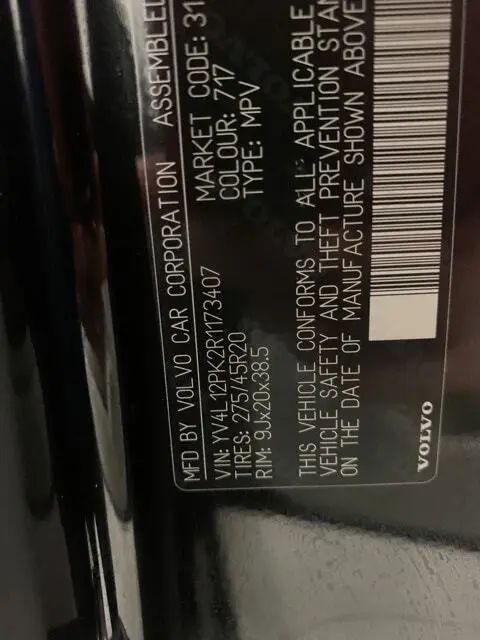 MFD BY VOLVO CAR CORPORATION ASSEMBLED
VIN: YV4L12PK2R1173407 MARKET CODE: 31
TIRES: 275/45R20 COLOUR: 717
RIM: 9Jx20x38.5 TYPE: MPV
THIS VEHICLE CONFORMS TO ALL APPLICABLE
VEHICLE SAFETY AND THEFT PREVENTION STAN
ON THE DATE OF MANUFACTURE SHOWN ABOVE
VOLVO